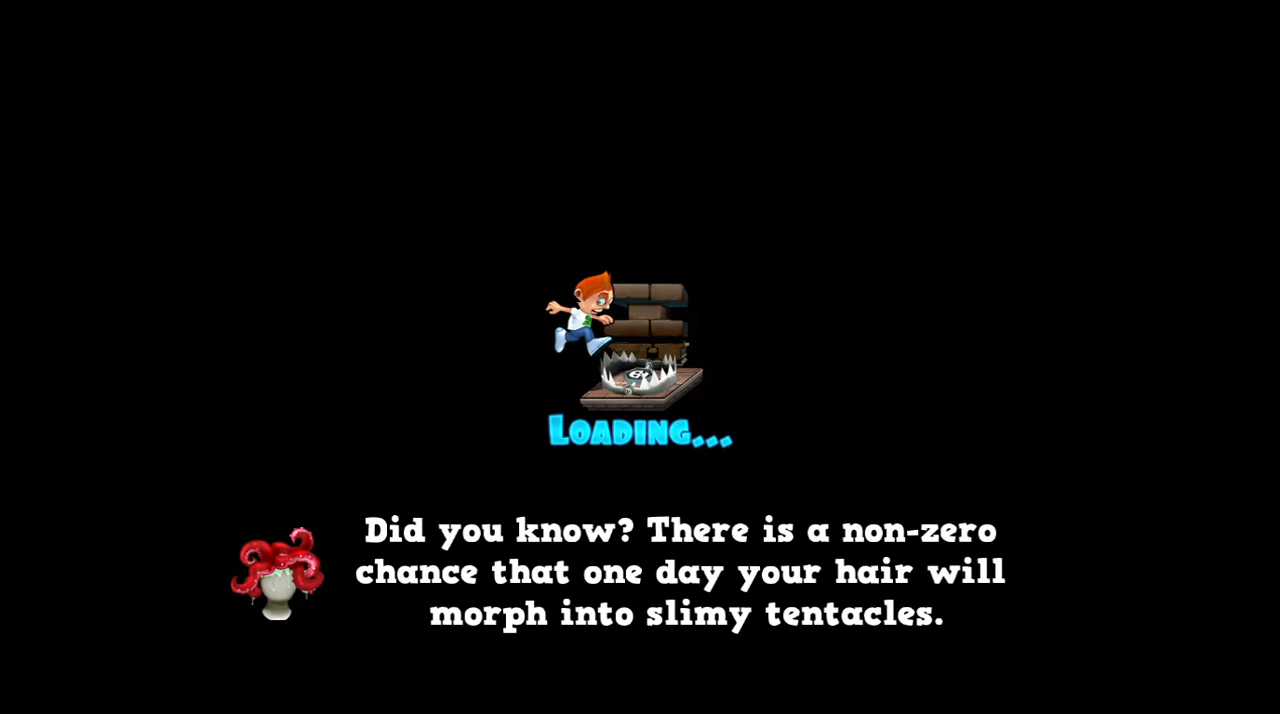 Loading...
Did you know? There is a non-zero
chance that one day your hair will
morph into slimy tentacles.